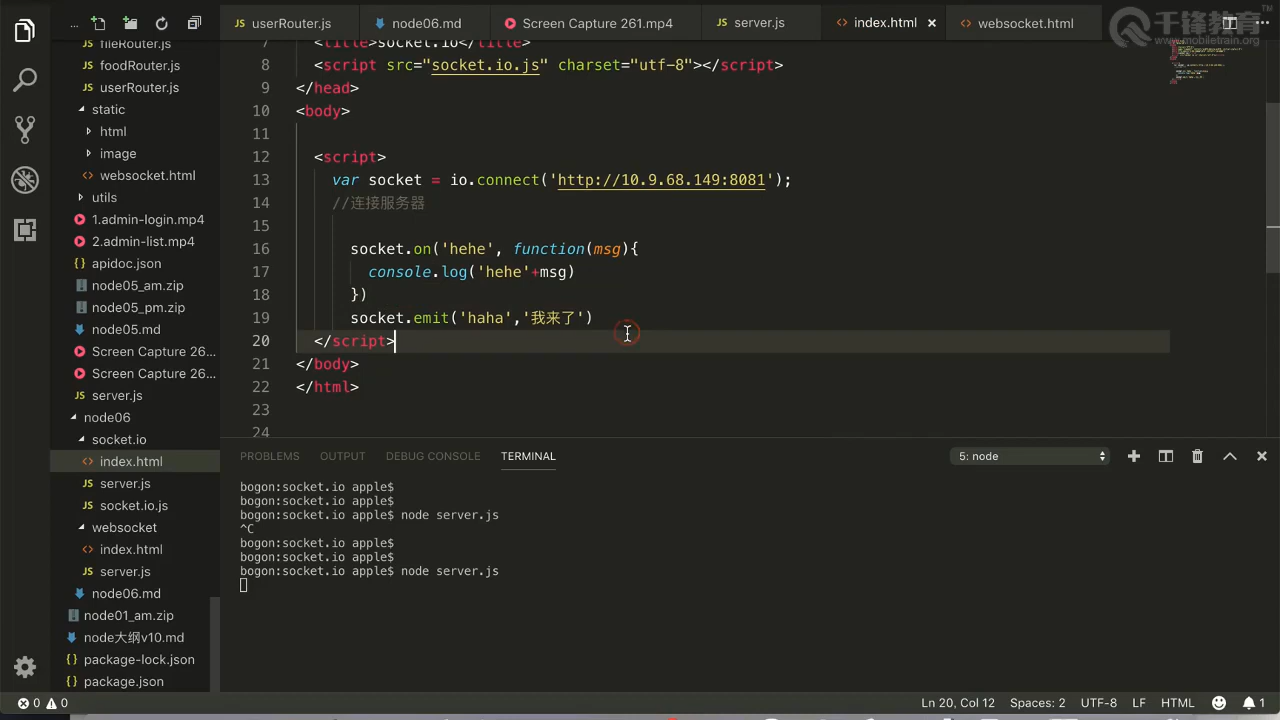 ... userRouter.js node06.md Screen Capture 261.mp4 server.js index.html websocket.html
千锋教育
www.mobiletrain.org
fileRouter.js
foodRouter.js
userRouter.js
static
html
image
websocket.html
utils
1.admin-login.mp4
2.admin-list.mp4
apidoc.json
node05_am.zip
node05_pm.zip
node05.md
Screen Capture 26...
Screen Capture 26...
server.js
node06
socket.io
index.html
server.js
socket.io.js
websocket
index.html
server.js
node06.md
node01_am.zip
node大纲v10.md
package-lock.json
package.json
7 <title>socket.io</title>
8 <script src="socket.io.js" charset="utf-8"></script>
9 </head>
10 <body>
11
12 <script>
13 var socket = io.connect('http://10.9.68.149:8081');
14 //连接服务器
15
16 socket.on('hehe', function(msg){
17 console.log('hehe'+msg)
18 })
19 socket.emit('haha','我来了')
20 </script>
21 </body>
22 </html>
23
24
PROBLEMS OUTPUT DEBUG CONSOLE TERMINAL 5: node
bogon:socket.io apple$
bogon:socket.io apple$
bogon:socket.io apple$ node server.js
^C
bogon:socket.io apple$
bogon:socket.io apple$
bogon:socket.io apple$ node server.js
0 0 Ln 20, Col 12 Spaces: 2 UTF-8 LF HTML 1